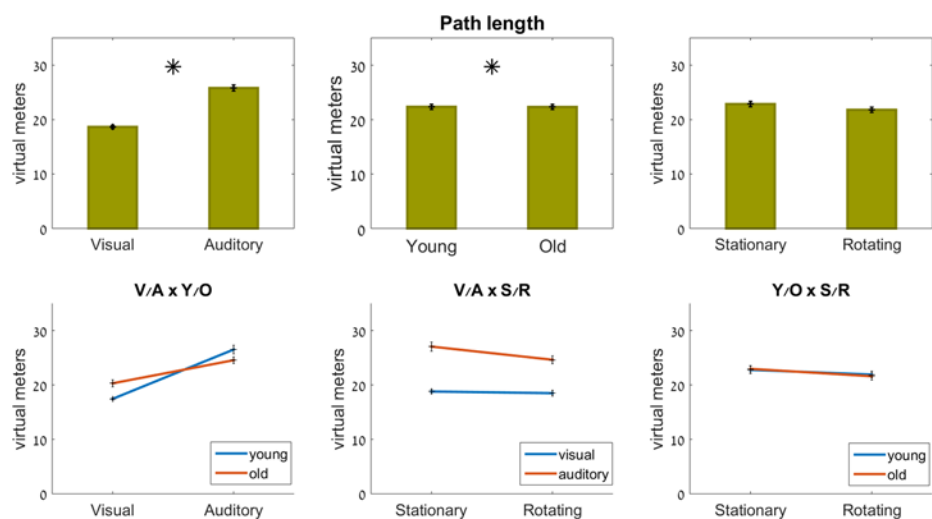 Path length
virtual meters
30
20
10
0
Visual
Auditory
*
virtual meters
30
20
10
0
Young
Old
*
virtual meters
30
20
10
0
Stationary
Rotating
V/A x Y/O
virtual meters
30
20
10
0
Visual
Auditory
young
old
V/A x S/R
virtual meters
30
20
10
0
Stationary
Rotating
visual
auditory
Y/O x S/R
virtual meters
30
20
10
0
Stationary
Rotating
young
old